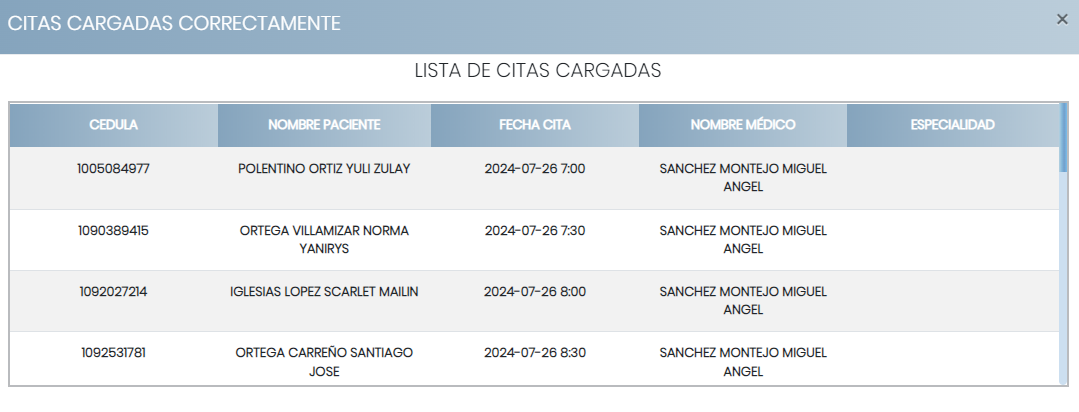 CITAS CARGADAS CORRECTAMENTE ×
LISTA DE CITAS CARGADAS
CEDULA NOMBRE PACIENTE FECHA CITA NOMBRE MÉDICO ESPECIALIDAD
1005084977 POLENTINO ORTIZ YULI ZULAY 2024-07-26 7:00 SANCHEZ MONTEJO MIGUEL
ANGEL
1090389415 ORTEGA VILLAMIZAR NORMA 2024-07-26 7:30 SANCHEZ MONTEJO MIGUEL
YANIRYS ANGEL
1092027214 IGLESIAS LOPEZ SCARLET MAILIN 2024-07-26 8:00 SANCHEZ MONTEJO MIGUEL
ANGEL
1092531781 ORTEGA CARREÑO SANTIAGO 2024-07-26 8:30 SANCHEZ MONTEJO MIGUEL
JOSE ANGEL